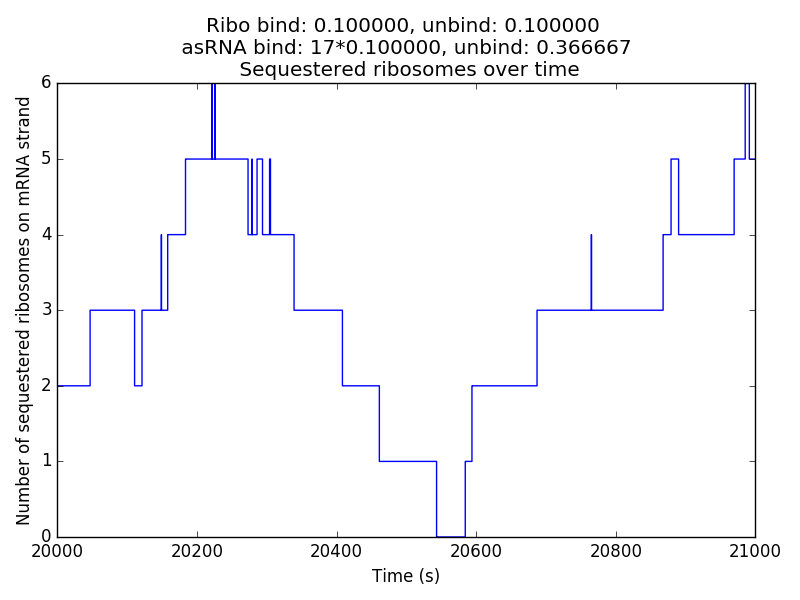 Ribo bind: 0.100000, unbind: 0.100000
asRNA bind: 17*0.100000, unbind: 0.366667
Sequestered ribosomes over time
Number of sequestered ribosomes on mRNA strand
6
5
4
3
2
1
0
20000 20200 20400 20600 20800 21000
Time (s)